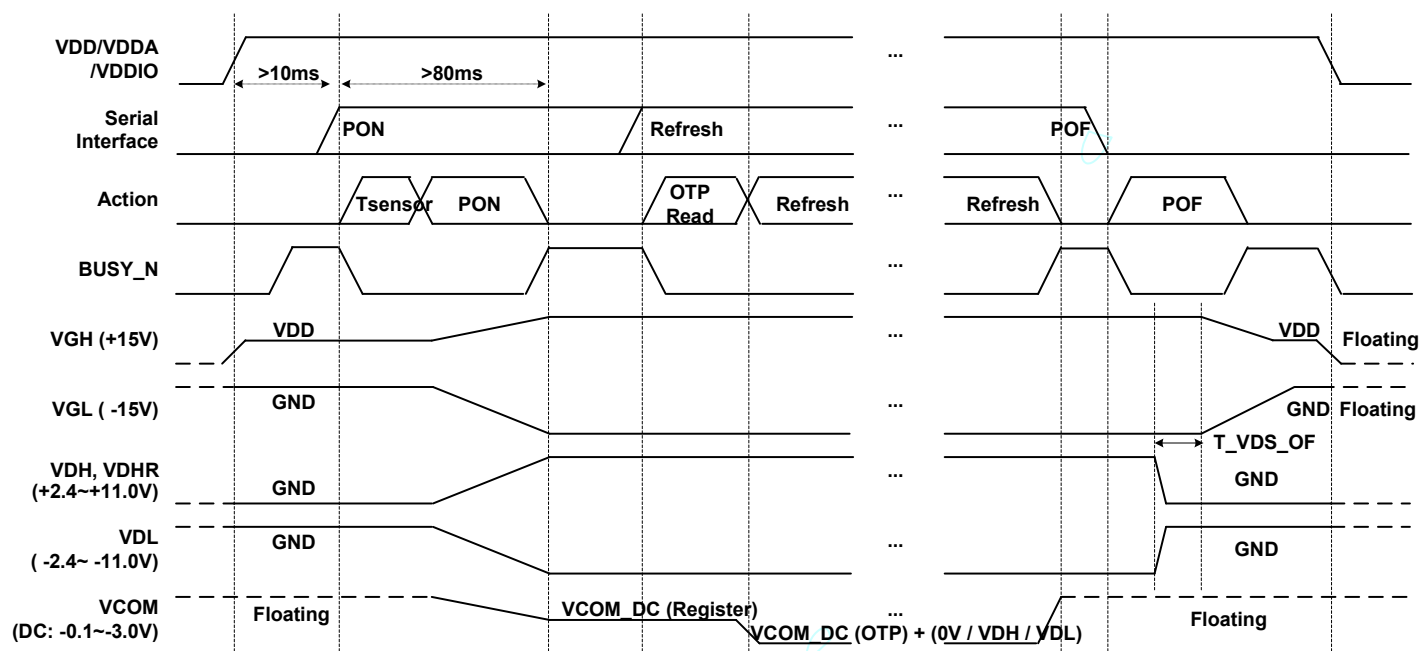 VDD/VDDA
/VDDIO
>10ms
>80ms
...
Serial
Interface
PON
Refresh
...
POF
Action
Tsensor
PON
OTP
Read
Refresh
...
Refresh
POF
BUSY_N
...
VGH (+15V)
VDD
...
VDD
Floating
VGL ( -15V)
GND
...
GND
Floating
T_VDS_OF
VDH, VDHR
(+2.4~+11.0V)
GND
...
GND
VDL
( -2.4~ -11.0V)
GND
...
GND
VCOM
(DC: -0.1~-3.0V)
Floating
VCOM_DC (Register)
...
VCOM_DC (OTP) + (0V / VDH / VDL)
Floating